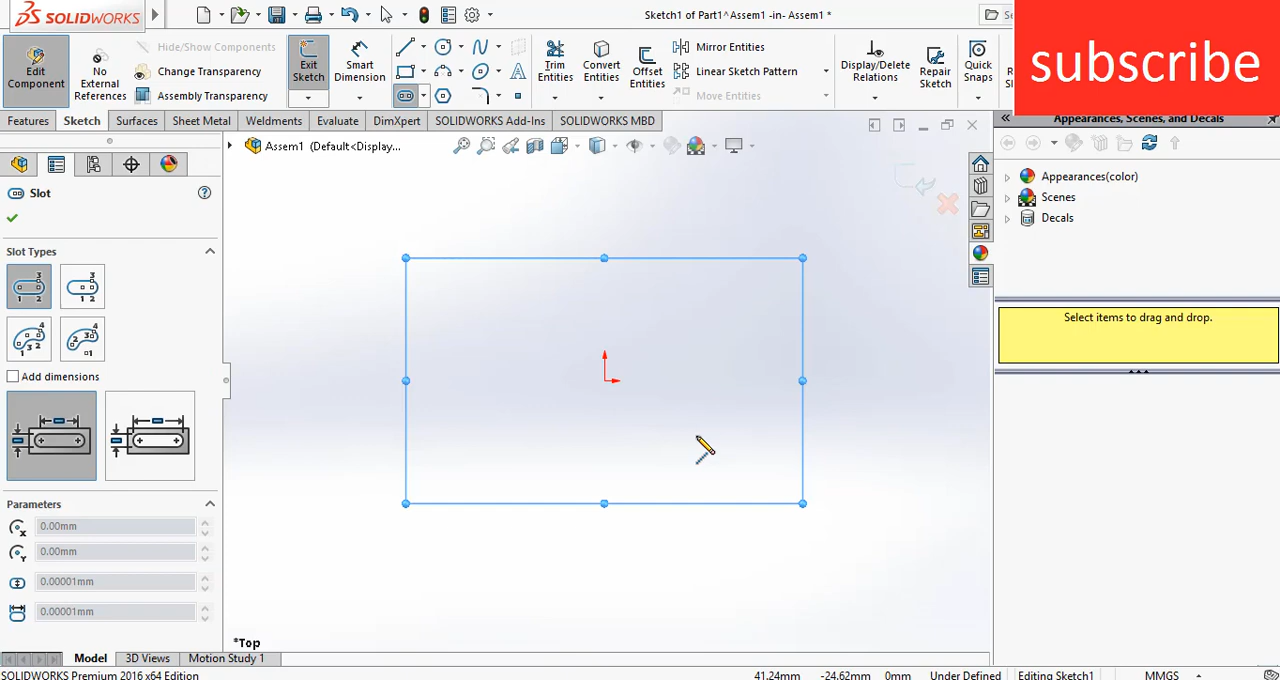 SOLIDWORKS
Sketch1 of Part1^Assem1 -in- Assem1 *
subscribe
Edit Component
No External References
Hide/Show Components
Change Transparency
Assembly Transparency
Exit Sketch
Smart Dimension
Trim Entities
Convert Entities
Offset Entities
Mirror Entities
Linear Sketch Pattern
Move Entities
Display/Delete Relations
Repair Sketch
Quick Snaps
Features
Sketch
Surfaces
Sheet Metal
Weldments
Evaluate
DimXpert
SOLIDWORKS Add-Ins
SOLIDWORKS MBD
Appearances, Scenes, and Decals
Assem1 (Default<Display...
Appearances(color)
Scenes
Decals
Slot
Slot Types
Add dimensions
Parameters
0.00mm
0.00mm
0.00001mm
0.00001mm
Select items to drag and drop.
*Top
Model
3D Views
Motion Study 1
SOLIDWORKS Premium 2016 x64 Edition
41.24mm
-24.62mm
0mm
Under Defined
Editing Sketch1
MMGS